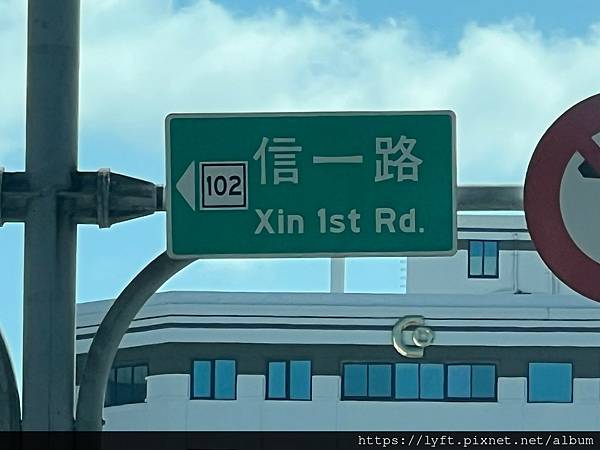 信一路
102
Xin 1st Rd.
https://lyft.pixnet.net/album